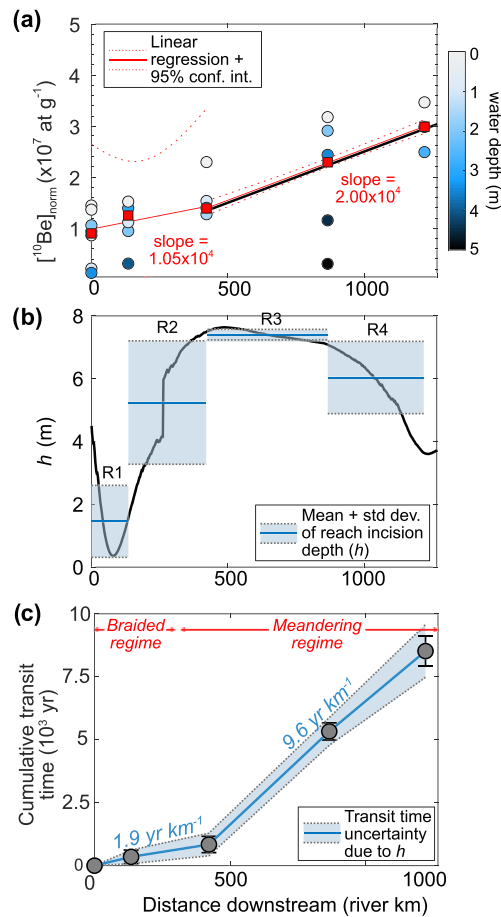 (a)
5
4
3
2
1
0
[¹⁰Be]norm (x10⁷ at g⁻¹)
Linear
regression +
95% conf. int.
slope =
1.05x10⁴
slope =
2.00x10⁴
0
500
1000
0
1
2
3
4
5
water depth (m)
(b)
8
6
4
2
0
h (m)
R1
R2
R3
R4
Mean + std dev.
of reach incision
depth (h)
0
500
1000
(c)
10
7.5
5
2.5
0
Cumulative transit
time (10³ yr)
Braided
regime
Meandering
regime
1.9 yr km⁻¹
9.6 yr km⁻¹
Transit time
uncertainty
due to h
0
500
1000
Distance downstream (river km)